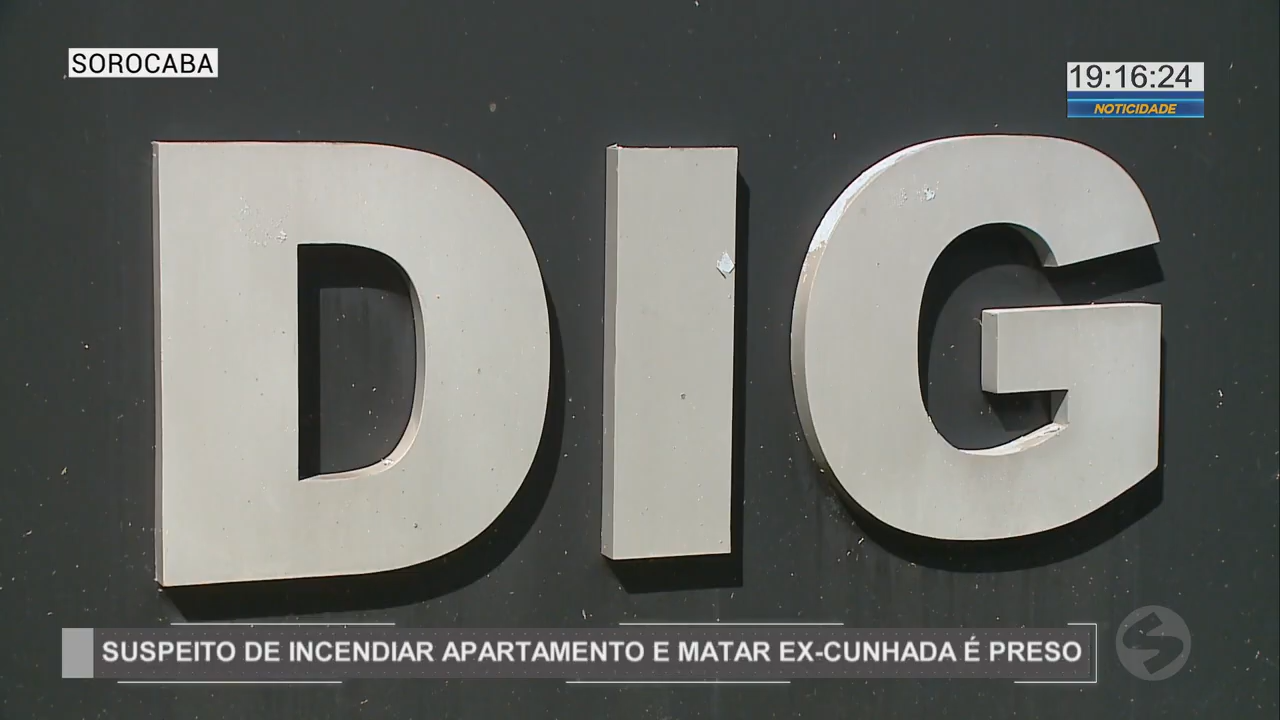 SOROCABA
19:16:24
NOTICIDADE
DIG
SUSPEITO DE INCENDIAR APARTAMENTO E MATAR EX-CUNHADA É PRESO